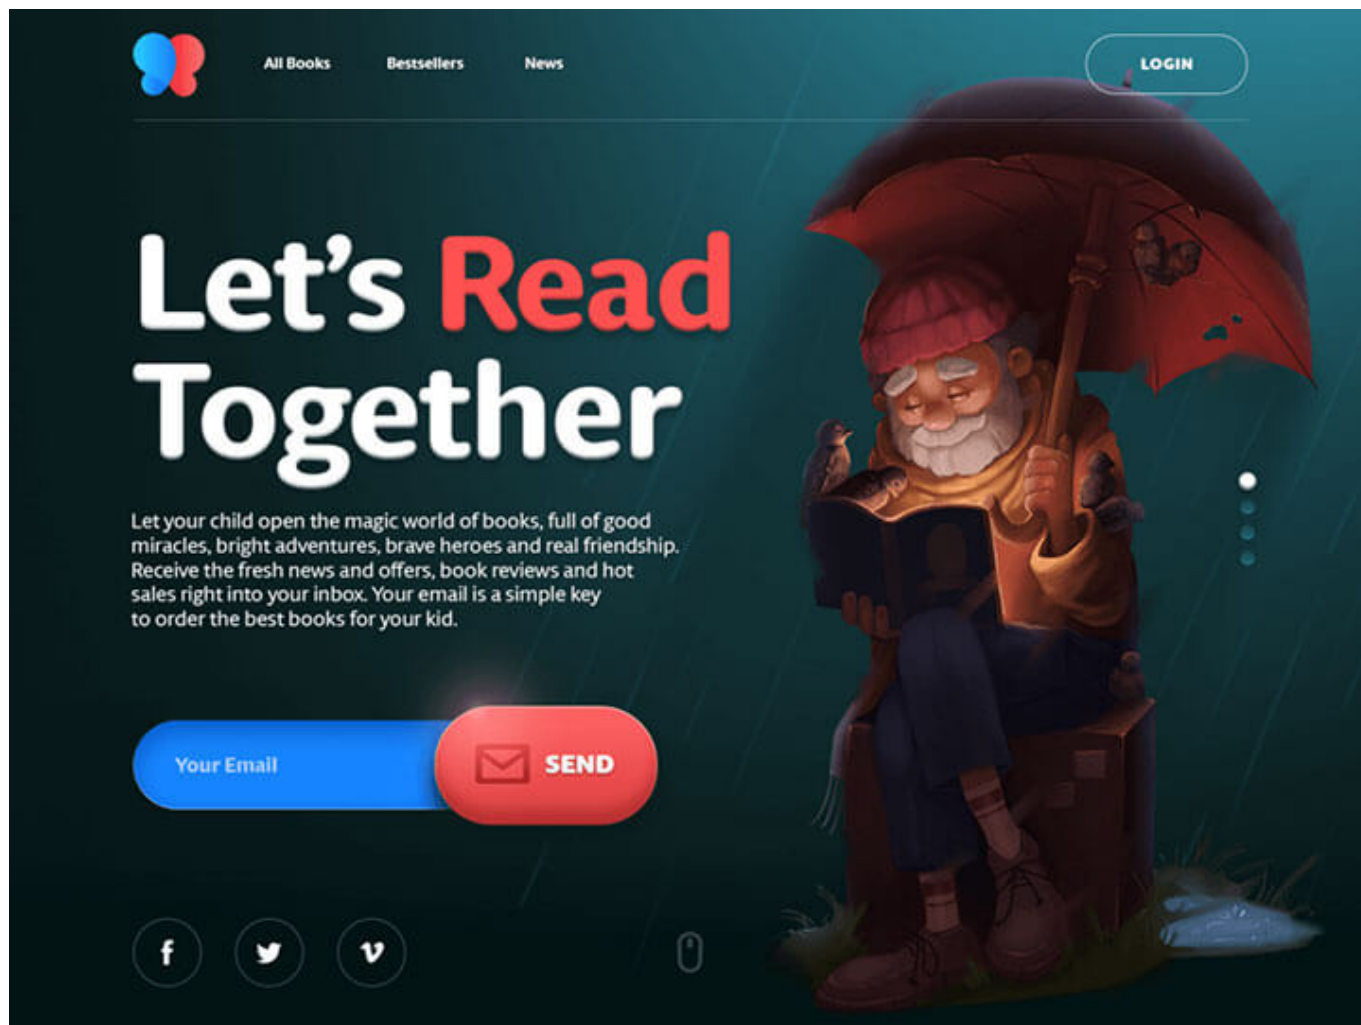 All Books
Bestsellers
News
LOGIN
Let's Read
Together
Let your child open the magic world of books, full of good
miracles, bright adventures, brave heroes and real friendship.
Receive the fresh news and offers, book reviews and hot
sales right into your inbox. Your email is a simple key
to order the best books for your kid.
Your Email
SEND